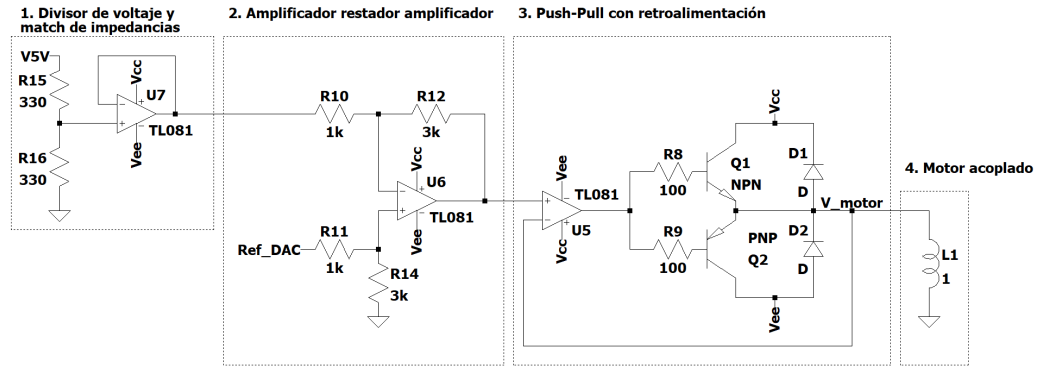 1. Divisor de voltaje y
match de impedancias
V5V
R15
330
R16
330
Vcc
U7
TL081
Vee
2. Amplificador restador amplificador
R10
1k
R12
3k
Vcc
U6
TL081
Vee
Ref_DAC
R11
1k
R14
3k
3. Push-Pull con retroalimentación
Vee
TL081
U5
Vcc
R8
100
R9
100
Vcc
Q1
NPN
PNP
Q2
D1
D
V_motor
D2
D
Vee
4. Motor acoplado
L1
1